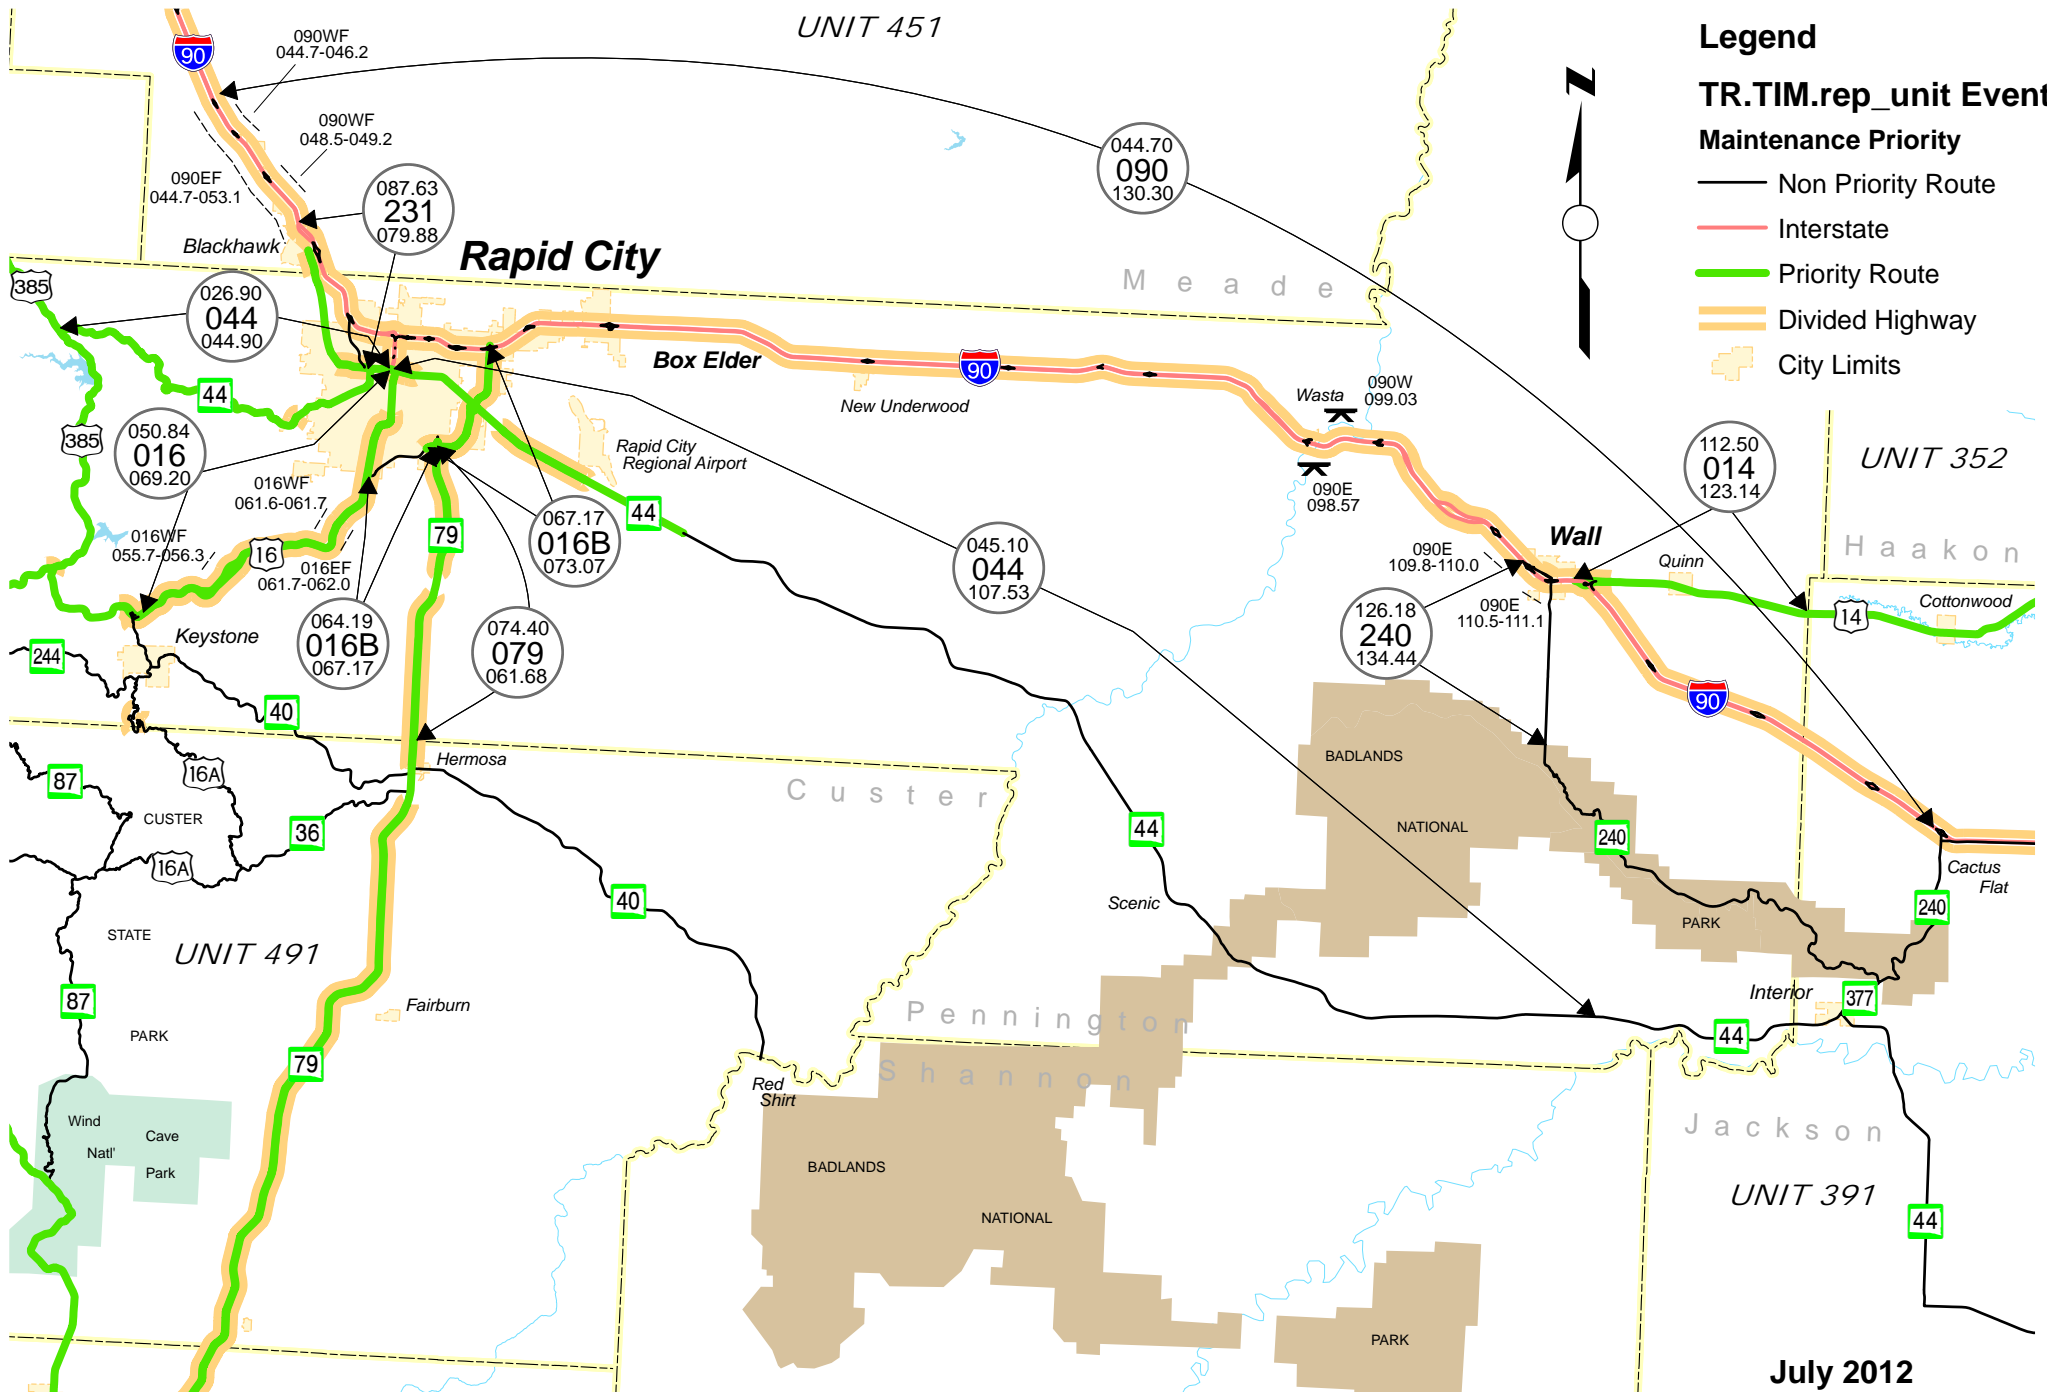 UNIT 451
Legend
TR.TIM.rep_unit Event
Maintenance Priority
Non Priority Route
Interstate
Priority Route
Divided Highway
City Limits
N
90
090WF
044.7-046.2
090WF
048.5-049.2
090EF
044.7-053.1
087.63
231
079.88
044.70
090
130.30
Blackhawk
Rapid City
Meade
385
026.90
044
044.90
44
385
Box Elder
90
New Underwood
Wasta
090W
099.03
K
K
090E
098.57
050.84
016
069.20
Rapid City
Regional Airport
112.50
014
123.14
UNIT 352
016WF
061.6-061.7
016WF
055.7-056.3
16
016EF
061.7-062.0
79
067.17
016B
073.07
44
045.10
044
107.53
Wall
090E
109.8-110.0
Quinn
Haakon
090E
110.5-111.1
14
Cottonwood
064.19
016B
067.17
074.40
079
061.68
126.18
240
134.44
Keystone
244
40
90
Hermosa
BADLANDS
16A
87
Custer
CUSTER
36
16A
44
NATIONAL
240
Cactus
Flat
40
Scenic
240
PARK
STATE
UNIT 491
87
Fairburn
Interior
377
PARK
Pennington
44
79
Shannon
Red
Shirt
Wind
Cave
Natl'
Park
Jackson
BADLANDS
UNIT 391
NATIONAL
44
PARK
July 2012